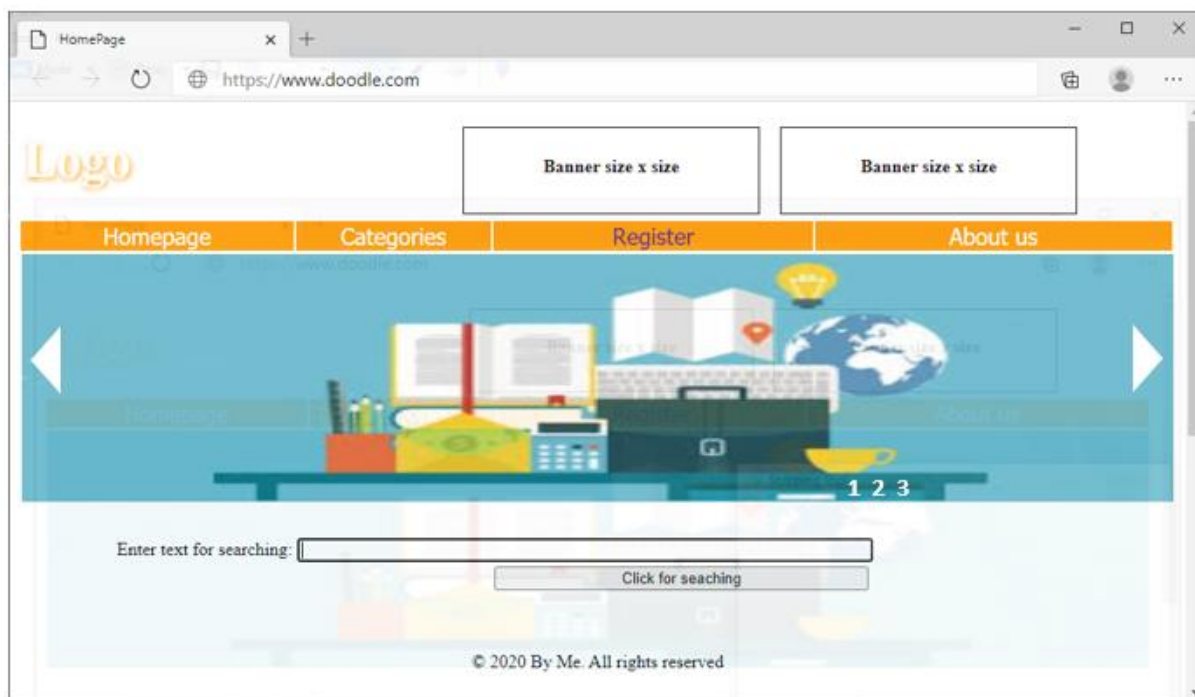 HomePage
https://www.doodle.com
Logo
Banner size x size
Banner size x size
Homepage Categories Register About us
1 2 3
Enter text for searching:
Click for seaching
© 2020 By Me. All rights reserved